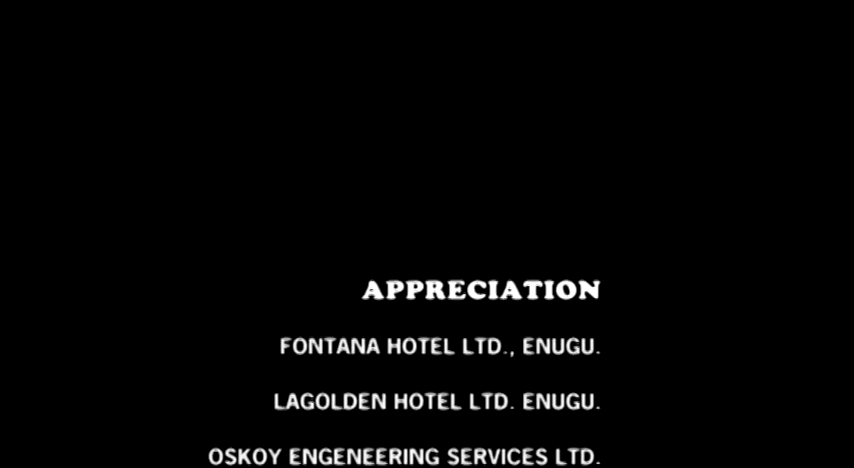 APPRECIATION
FONTANA HOTEL LTD., ENUGU.
LAGOLDEN HOTEL LTD. ENUGU.
OSKOY ENGENEERING SERVICES LTD.